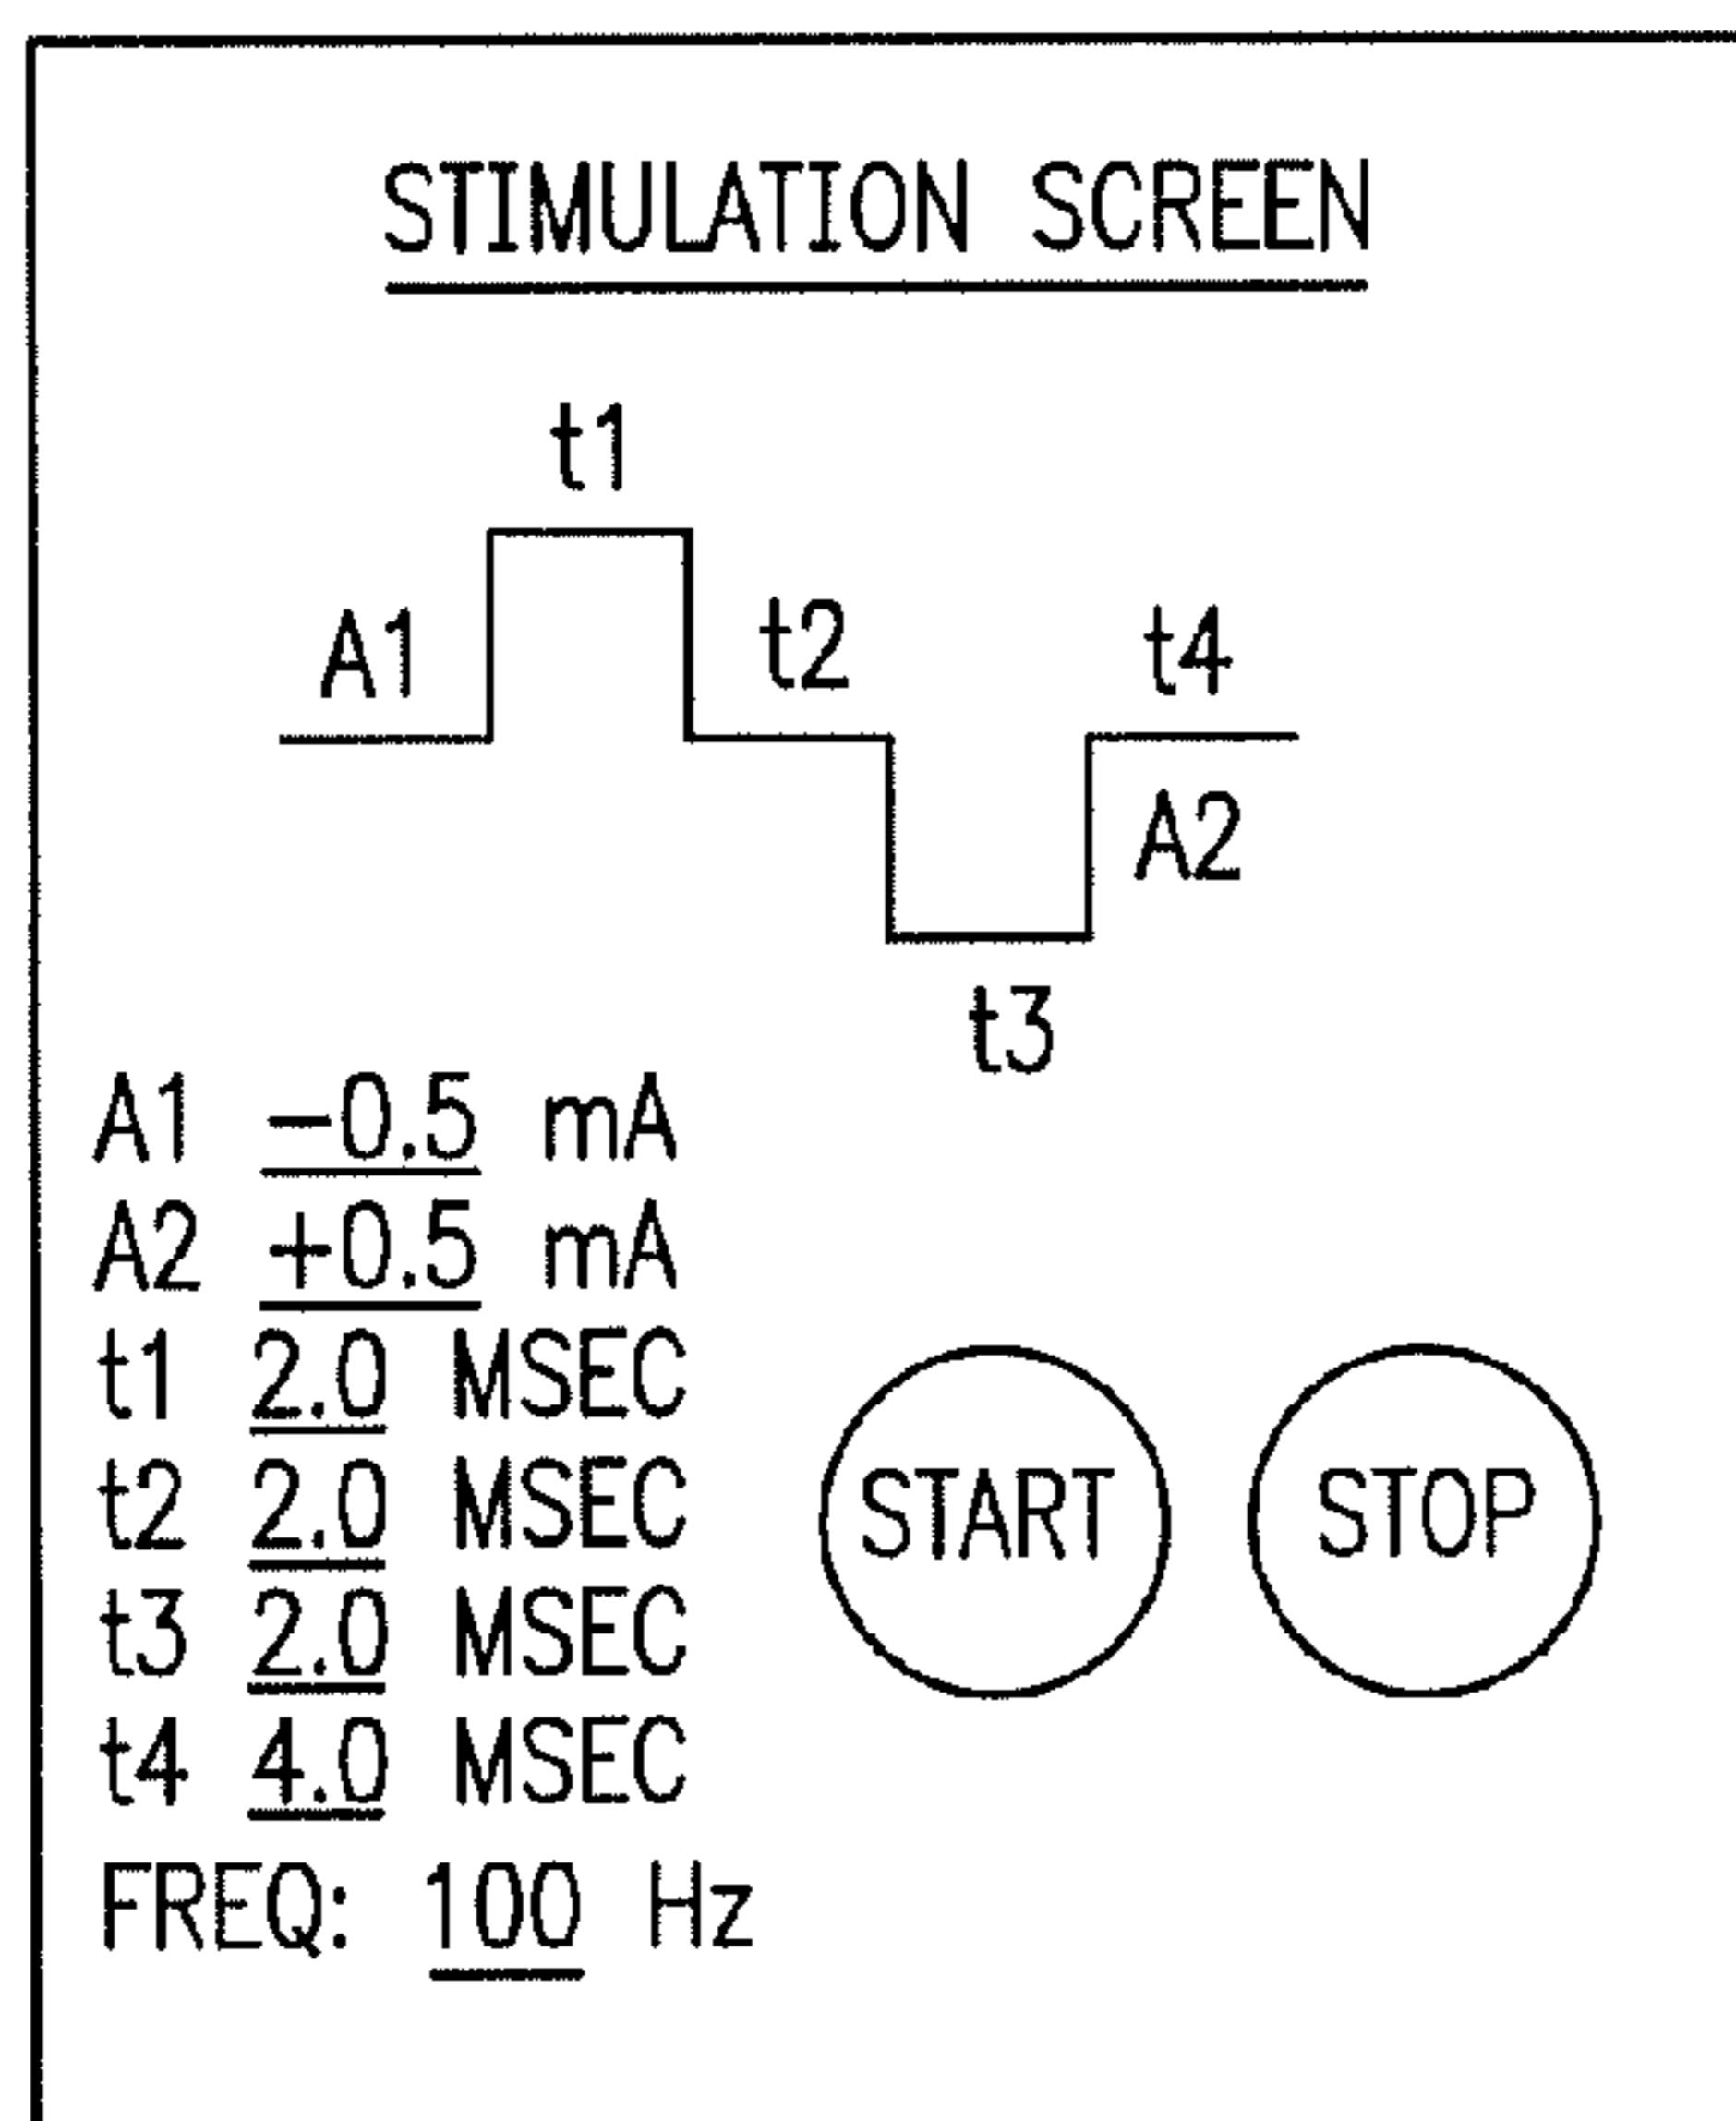 STIMULATION SCREEN
t1
A1
t2
t4
A2
t3
A1 -0.5 mA
A2 +0.5 mA
t1 2.0 MSEC
t2 2.0 MSEC
START
STOP
t3 2.0 MSEC
t4 4.0 MSEC
FREQ: 100 Hz